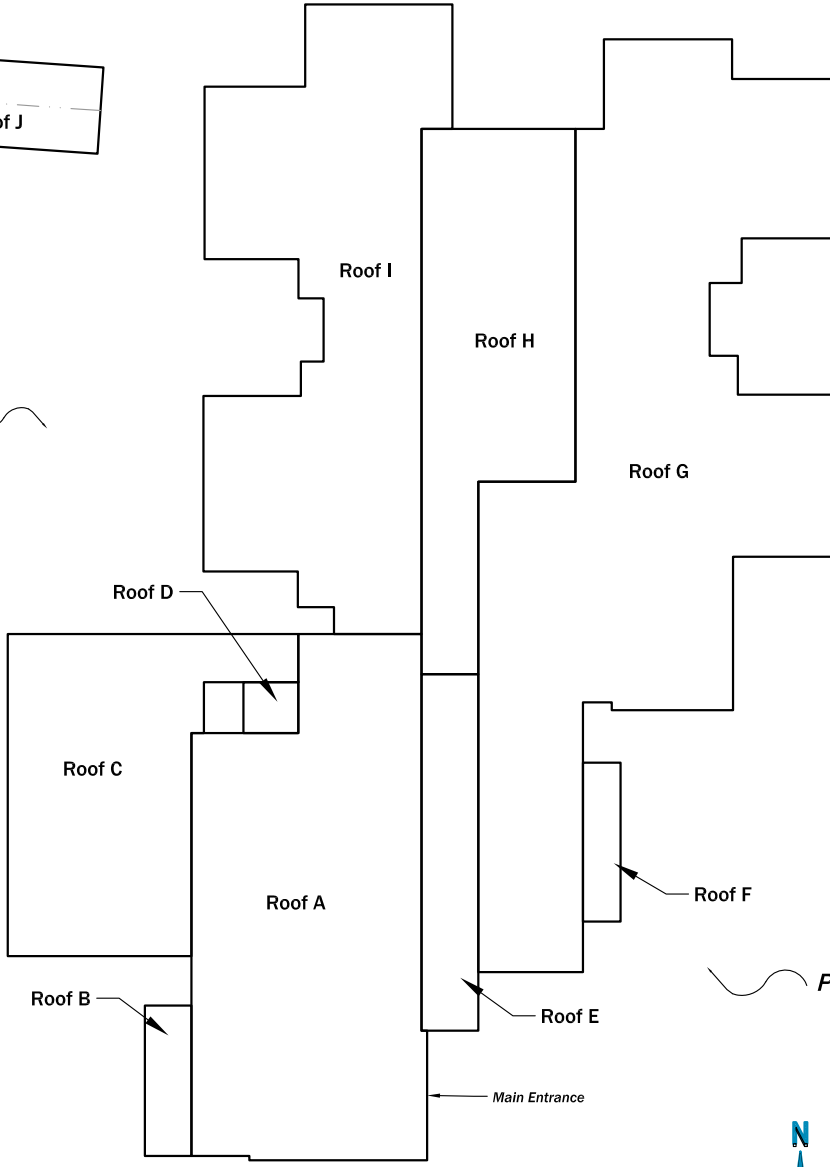 of J
Roof I
Roof H
Roof G
Roof D
Roof C
Roof A
Roof F
Roof B
Roof E
P
Main Entrance
N